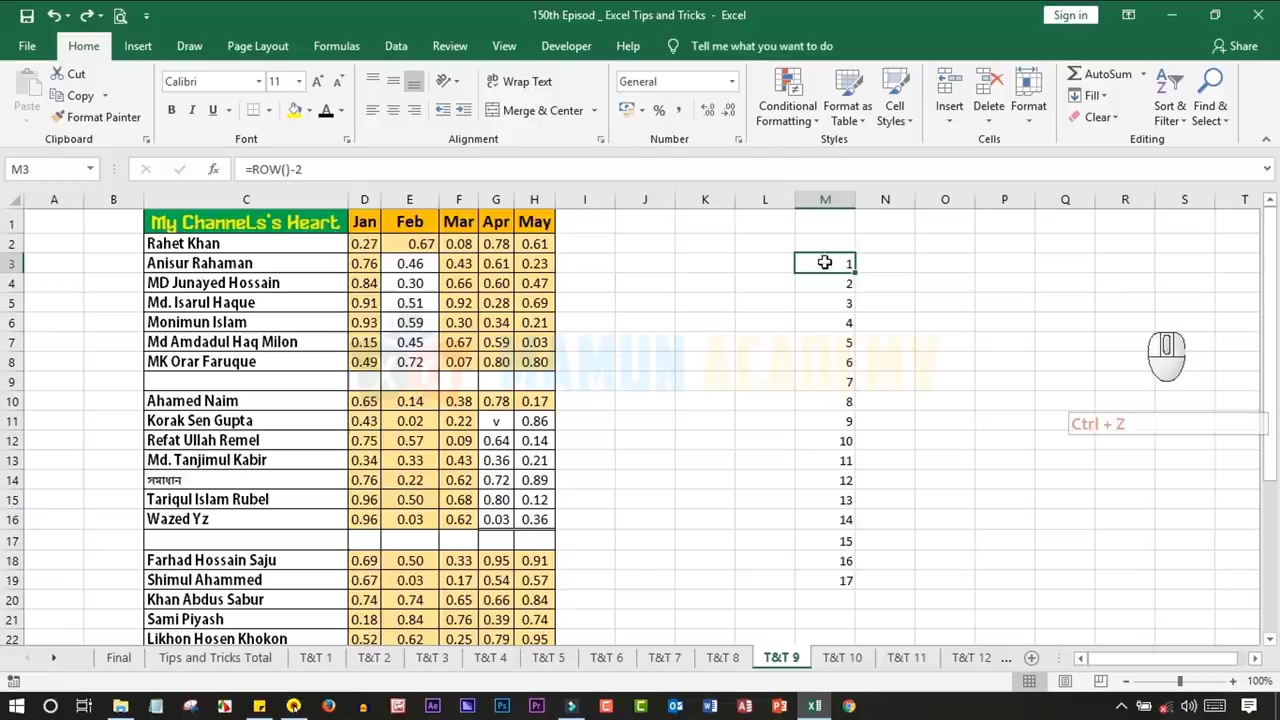 150th Episod _ Excel Tips and Tricks - Excel
Sign in
File Home Insert Draw Page Layout Formulas Data Review View Developer Help Tell me what you want to do Share
Paste Cut
Copy
Format Painter
Clipboard
Calibri 11
B I U
Font
Wrap Text
Merge & Center
Alignment
General
Number
Conditional Formatting
Format as Table
Cell Styles
Styles
Insert Delete Format
Cells
AutoSum
Fill
Clear
Sort & Filter
Find & Select
Editing
M3 =ROW()-2
A B C D E F G H I J K L M N O P Q R S T
1 My Channels's Heart Jan Feb Mar Apr May
2 Rahet Khan 0.27 0.67 0.08 0.78 0.61
3 Anisur Rahaman 0.76 0.46 0.43 0.61 0.23 1
4 MD Junayed Hossain 0.84 0.30 0.66 0.60 0.47 2
5 Md. Isarul Haque 0.91 0.51 0.92 0.28 0.69 3
6 Monimun Islam 0.93 0.59 0.30 0.34 0.21 4
7 Md Amdadul Haq Milon 0.15 0.45 0.67 0.59 0.03 5
8 MK Orar Faruque 0.49 0.72 0.07 0.80 0.80 6
MAMUN ACADEMY
9 7
10 Ahamed Naim 0.65 0.14 0.38 0.78 0.17 8
11 Korak Sen Gupta 0.43 0.02 0.22 v 0.86 9
Ctrl + Z
12 Refat Ullah Remel 0.75 0.57 0.09 0.64 0.14 10
13 Md. Tanjimul Kabir 0.34 0.33 0.43 0.36 0.21 11
14 সমাধান 0.76 0.22 0.62 0.72 0.89 12
15 Tariqul Islam Rubel 0.96 0.50 0.68 0.80 0.12 13
16 Wazed Yz 0.96 0.03 0.62 0.03 0.36 14
17 15
18 Farhad Hossain Saju 0.69 0.50 0.33 0.95 0.91 16
19 Shimul Ahammed 0.67 0.03 0.17 0.54 0.57 17
20 Khan Abdus Sabur 0.74 0.74 0.65 0.66 0.84
21 Sami Piyash 0.18 0.84 0.76 0.39 0.74
22 Likhon Hosen Khokon 0.52 0.62 0.25 0.79 0.95
Final Tips and Tricks Total T&T 1 T&T 2 T&T 3 T&T 4 T&T 5 T&T 6 T&T 7 T&T 8 T&T 9 T&T 10 T&T 11 T&T 12 ...
100%